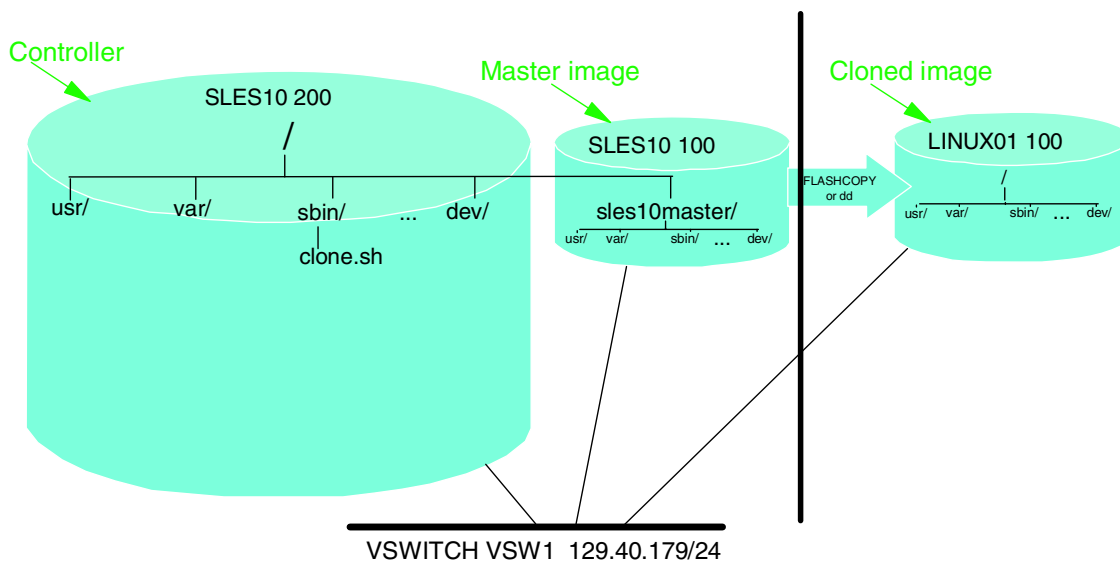 Controller
Master image
Cloned image
SLES10 200
/
usr/ var/ sbin/ ... dev/
clone.sh
SLES10 100
sles10master/
usr/ var/ sbin/ ... dev/
FLASHCOPY
or dd
LINUX01 100
/
usr/ var/ sbin/ ... dev/
VSWITCH VSW1 129.40.179/24